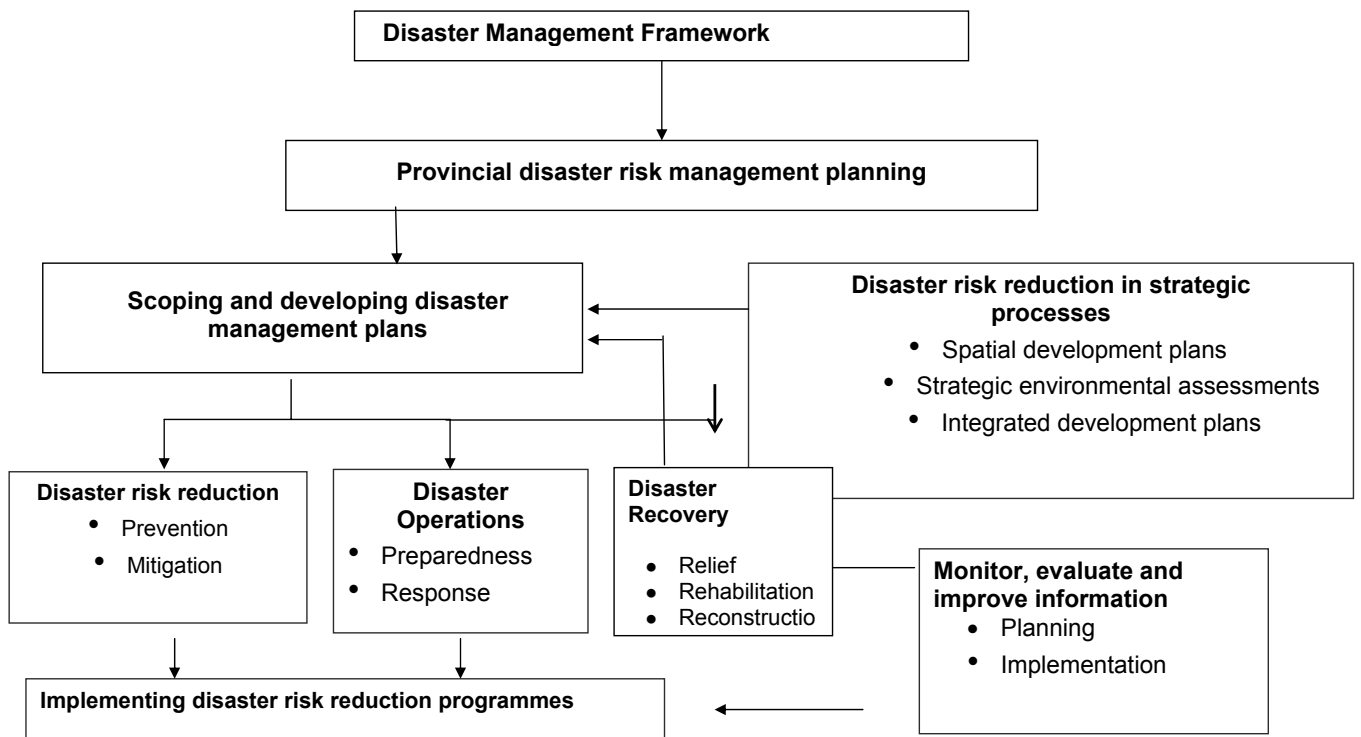 Disaster Management Framework
Provincial disaster risk management planning
Scoping and developing disaster
management plans
Disaster risk reduction in strategic
processes
• Spatial development plans
• Strategic environmental assessments
• Integrated development plans
Disaster risk reduction
• Prevention
• Mitigation
Disaster
Operations
• Preparedness
• Response
Disaster
Recovery
• Relief
• Rehabilitation
• Reconstructio
Monitor, evaluate and
improve information
• Planning
• Implementation
Implementing disaster risk reduction programmes